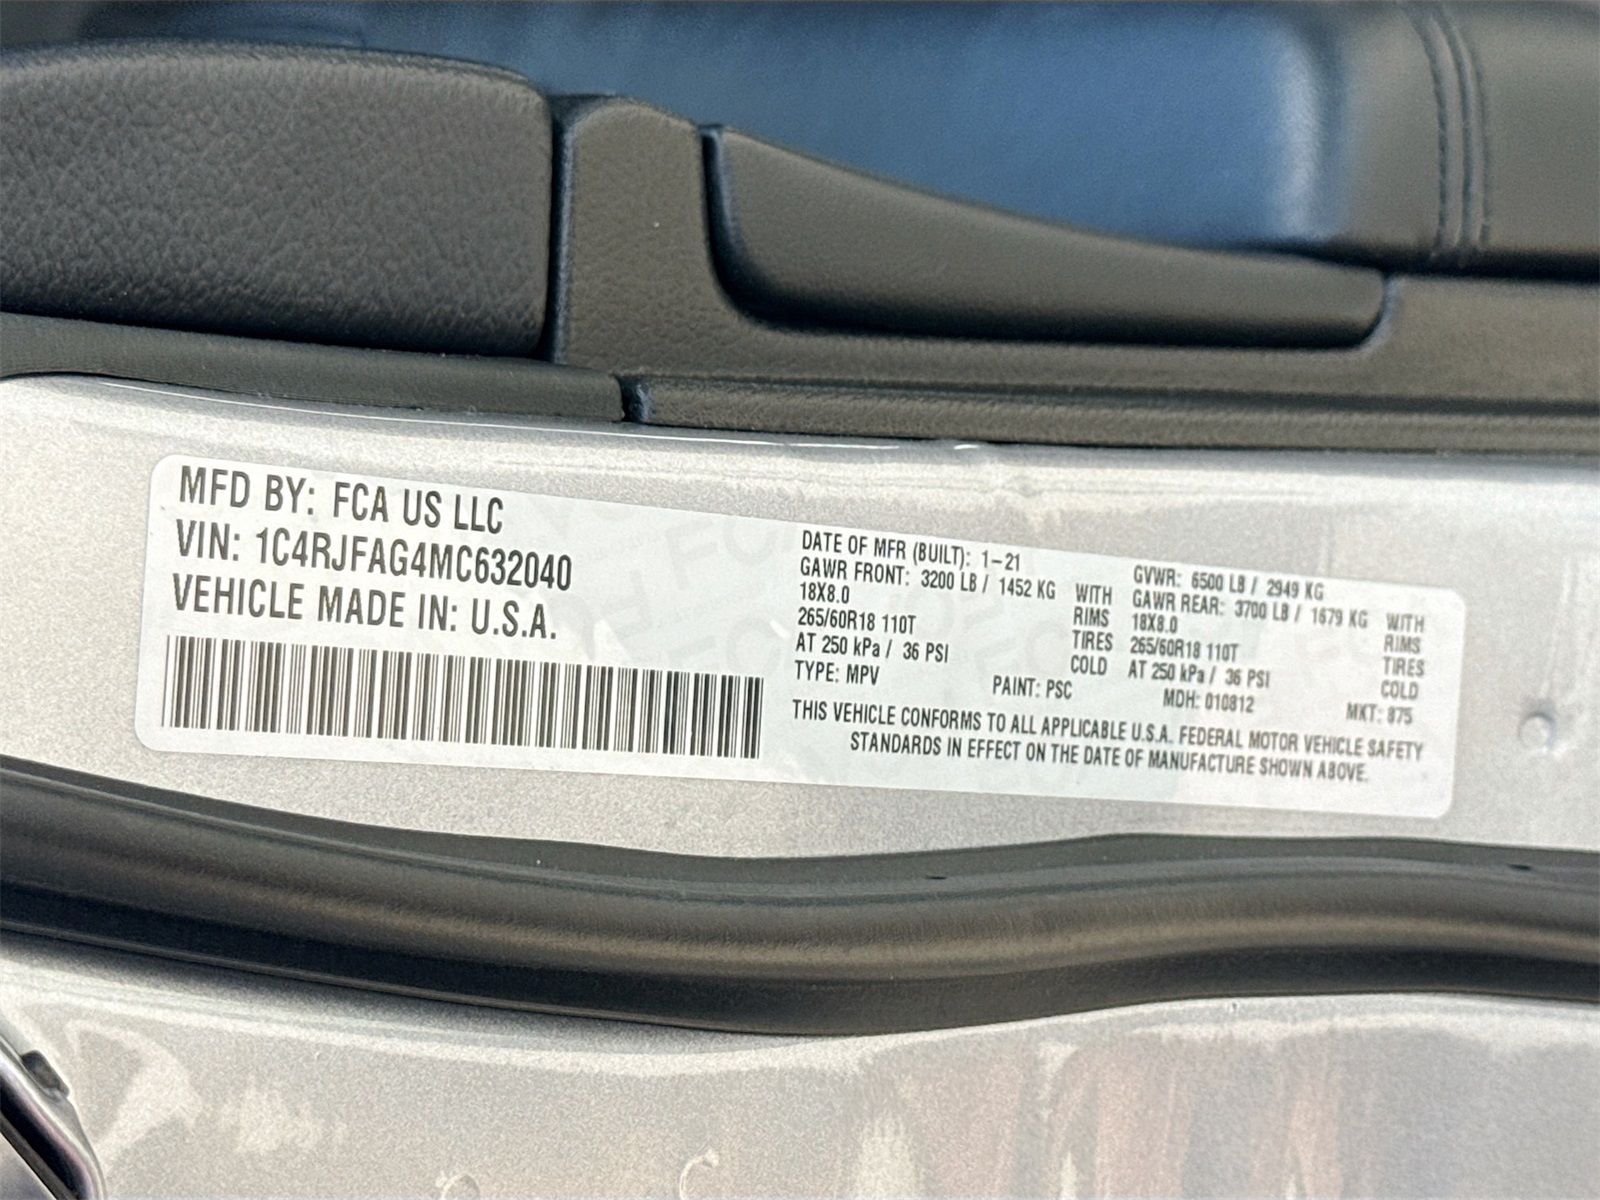 MFD BY: FCA US LLC
VIN: 1C4RJFAG4MC632040
VEHICLE MADE IN: U.S.A.
DATE OF MFR (BUILT): 1-21
GAWR FRONT: 3200 LB / 1452 KG WITH
18X8.0 RIMS
265/60R18 110T TIRES
AT 250 kPa / 36 PSI COLD
TYPE: MPV PAINT: PSC
GVWR: 6500 LB / 2949 KG
GAWR REAR: 3700 LB / 1679 KG WITH
18X8.0 RIMS
265/60R18 110T TIRES
AT 250 kPa / 36 PSI COLD
MDH: 010812 MKT: 875
THIS VEHICLE CONFORMS TO ALL APPLICABLE U.S.A. FEDERAL MOTOR VEHICLE SAFETY
STANDARDS IN EFFECT ON THE DATE OF MANUFACTURE SHOWN ABOVE.